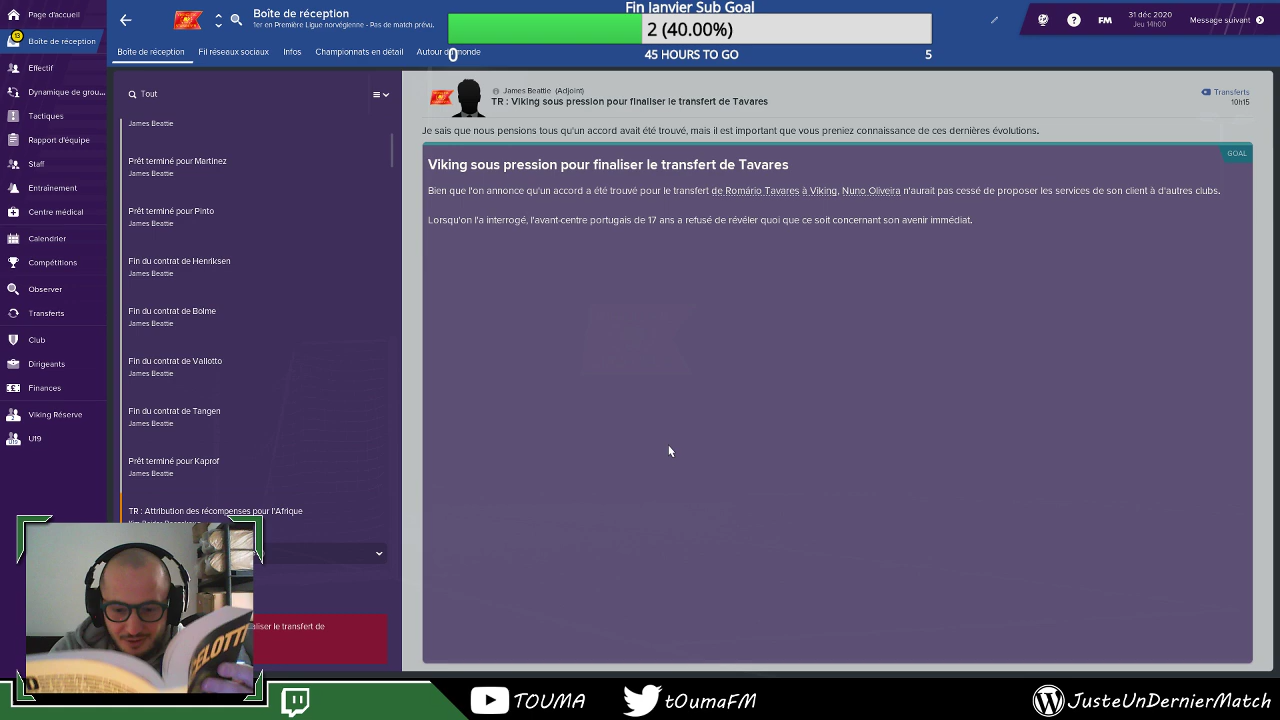 Page d'accueil
13
Boîte de réception
Effectif
Dynamique de grou...
Tactiques
Rapport d'équipe
Staff
Entraînement
Centre médical
Calendrier
Compétitions
Observer
Transferts
Club
Dirigeants
Finances
Viking Réserve
U19
Boîte de réception
1er en Première Ligue norvégienne - Pas de match prévu.
Boîte de réception
Fil réseaux sociaux
Infos
Championnats en détail
Autour du monde
Fin Janvier Sub Goal
2 (40.00%)
0
45 HOURS TO GO
5
FM
31 déc 2020
Jeu 14h00
Message suivant
Tout
James Beattie
Prêt terminé pour Martinez
James Beattie
Prêt terminé pour Pinto
James Beattie
Fin du contrat de Henriksen
James Beattie
Fin du contrat de Bolme
James Beattie
Fin du contrat de Vallotto
James Beattie
Fin du contrat de Tangen
James Beattie
Prêt terminé pour Kaprof
James Beattie
TR : Attribution des récompenses pour l'Afrique
aliser le transfert de
James Beattie (Adjoint)
TR : Viking sous pression pour finaliser le transfert de Tavares
Transferts
10h15
Je sais que nous pensions tous qu'un accord avait été trouvé, mais il est important que vous preniez connaissance de ces dernières évolutions.
GOAL
Viking sous pression pour finaliser le transfert de Tavares
Bien que l'on annonce qu'un accord a été trouvé pour le transfert de Romário Tavares à Viking, Nuno Oliveira n'aurait pas cessé de proposer les services de son client à d'autres clubs.
Lorsqu'on l'a interrogé, l'avant-centre portugais de 17 ans a refusé de révéler quoi que ce soit concernant son avenir immédiat.
CELOTTI
TOUMA
tOumaFM
JusteUnDernierMatch